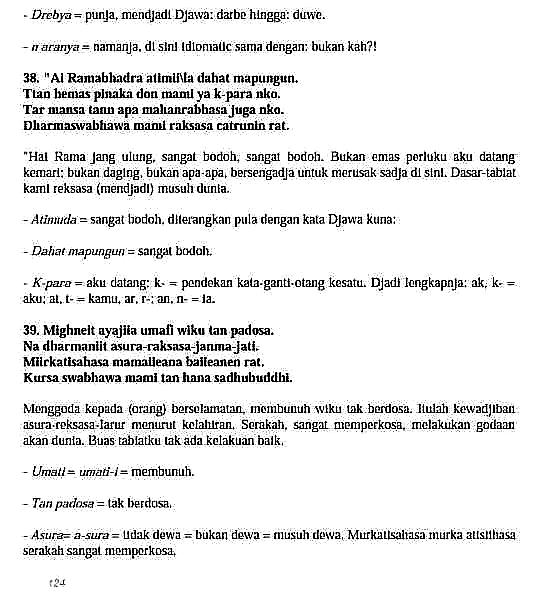 - Drebya = punja, mendjadi Djawa: darbe hingga: duwe.
- n aranya = namanja, di sini idiomatic sama dengan: bukan kah?!
38. "Ai Ramabhadra atimuḍa dahat mapungun.
Ttan hemas pinaka don mami ya k-para nko.
Tar mansa tann apa mahanrabhasa juga nko.
Dharmaswabhawa mami raksasa catrunin rat.
"Hai Rama jang ulung, sangat bodoh, sangat bodoh. Bukan emas perluku aku datang
kemari; bukan daging, bukan apa-apa, bersengadja untuk merusak sadja di sini. Dasar-tabiat
kami reksasa (mendjadi) musuh dunia.
- Atimuda = sangat bodoh, diterangkan pula dengan kata Djawa kuna:
- Dahat mapungun = sangat bodoh.
- K-para = aku datang; k- = pendekan kata-ganti-otang kesatu. Djadi lengkapnja: ak, k- =
aku; at, t- = kamu, ar, r-; an, n- = ia.
39. Mighnelt ayajiia umafi wiku tan padosa.
Na dharmaniit asura-raksasa-janma-jati.
Miirkatisahasa mamaileana baiieanen rat.
Kursa swabhawa mami tan hana sadhubuddhi.
Menggoda kepada (orang) berselamatan, membunuh wiku tak berdosa. Itulah kewadjiban
asura-reksasa-larur menurut kelahiran. Serakah, sangat memperkosa, melakukan godaan
akan dunia. Buas tabiatku tak ada kelakuan baik.
- Umati = umati-i = membunuh.
- Tan padosa = tak berdosa.
- Asura= a-sura = tidak dewa = bukan dewa = musuh dewa. Murkatisahasa murka atisihasa
serakah sangat memperkosa.
124